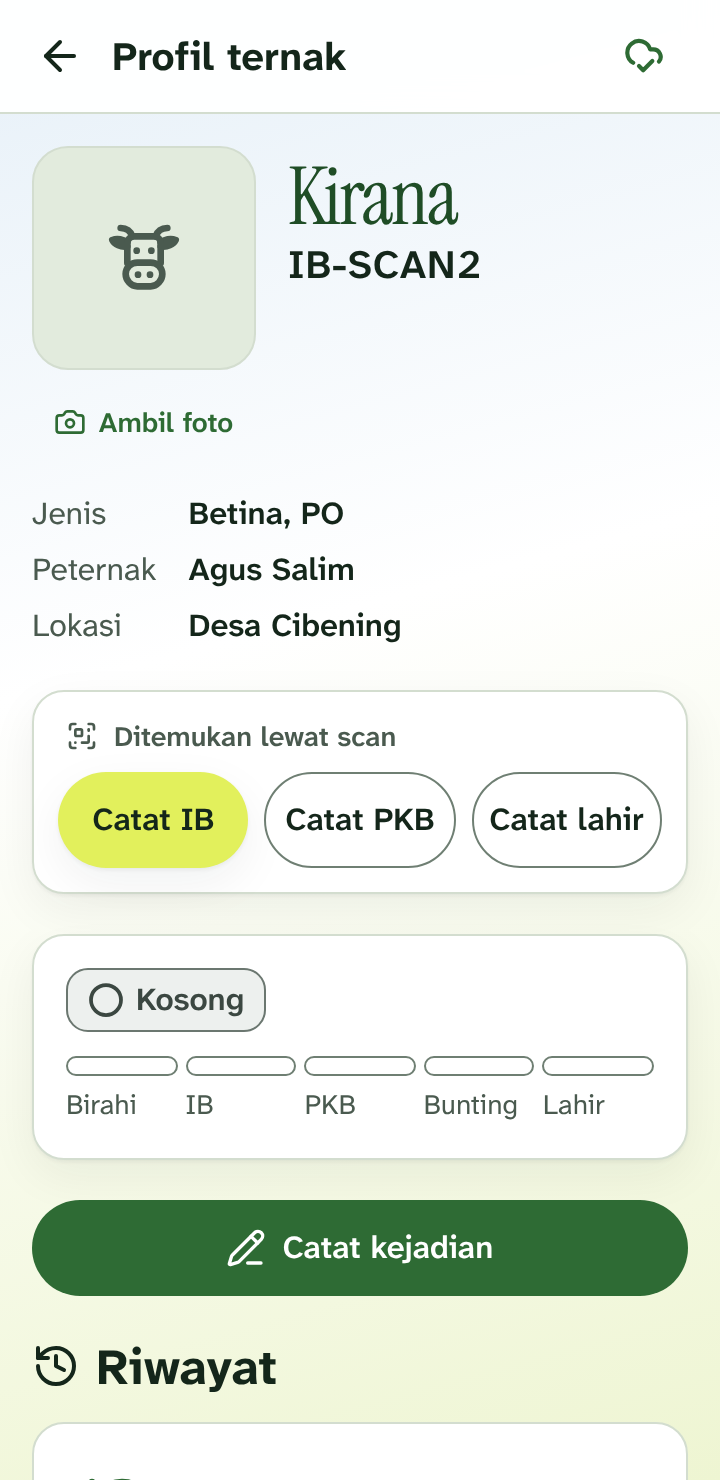 Profil ternak
Kirana
IB-SCAN2
Ambil foto
Jenis Betina, PO
Peternak Agus Salim
Lokasi Desa Cibening
Ditemukan lewat scan
Catat IB Catat PKB Catat lahir
Kosong
Birahi IB PKB Bunting Lahir
Catat kejadian
Riwayat